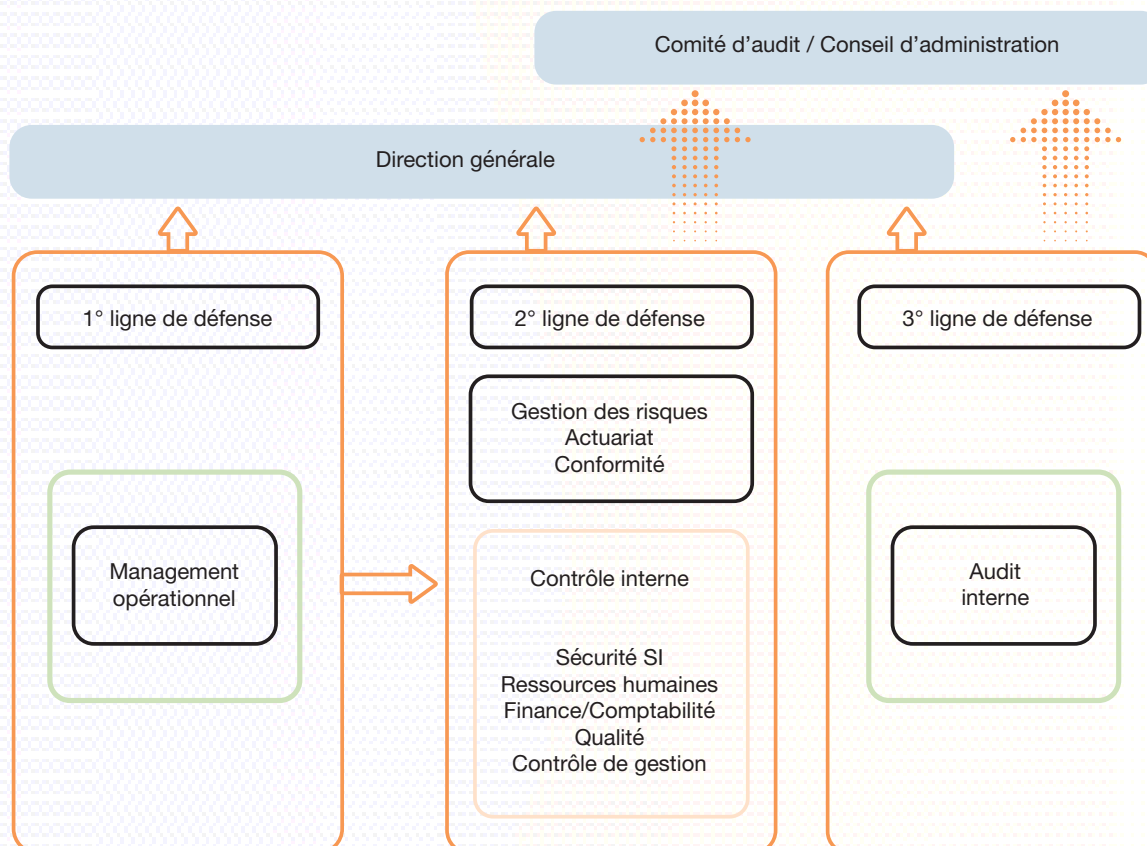 Comité d’audit / Conseil d’administration
Direction générale
1° ligne de défense
Management
opérationnel
2° ligne de défense
Gestion des risques
Actuariat
Conformité
Contrôle interne
Sécurité SI
Ressources humaines
Finance/Comptabilité
Qualité
Contrôle de gestion
3° ligne de défense
Audit
interne